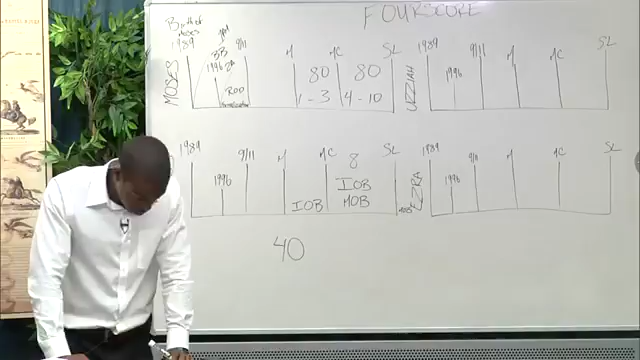 FOURSCORE
Birth of
Moses
1989
9/11
M
MC
SL
1996
80
80
ROD
1-3
4-10
MOSES
UZZIAH
1989
1996
9/11
M
MC
SL
1989
9/11
M
MC
8
SL
1996
IOB
IOB
MOB
EZRA
1989
1996
9/11
M
MC
SL
40